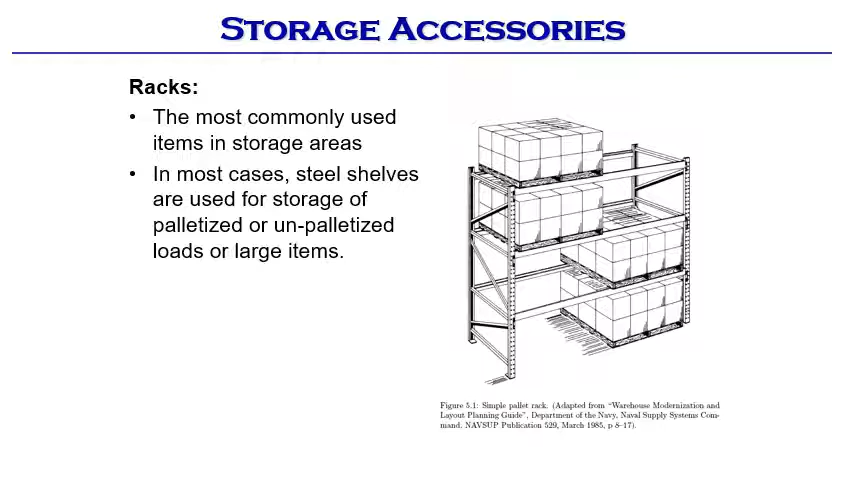 STORAGE ACCESSORIES
Racks:
• The most commonly used
items in storage areas
• In most cases, steel shelves
are used for storage of
palletized or un-palletized
loads or large items.
Figure 5.1: Simple pallet rack. (Adapted from “Warehouse Modernization and
Layout Planning Guide”, Department of the Navy, Naval Supply Systems Com-
mand, NAVSUP Publication 529, March 1985, p 8–17).